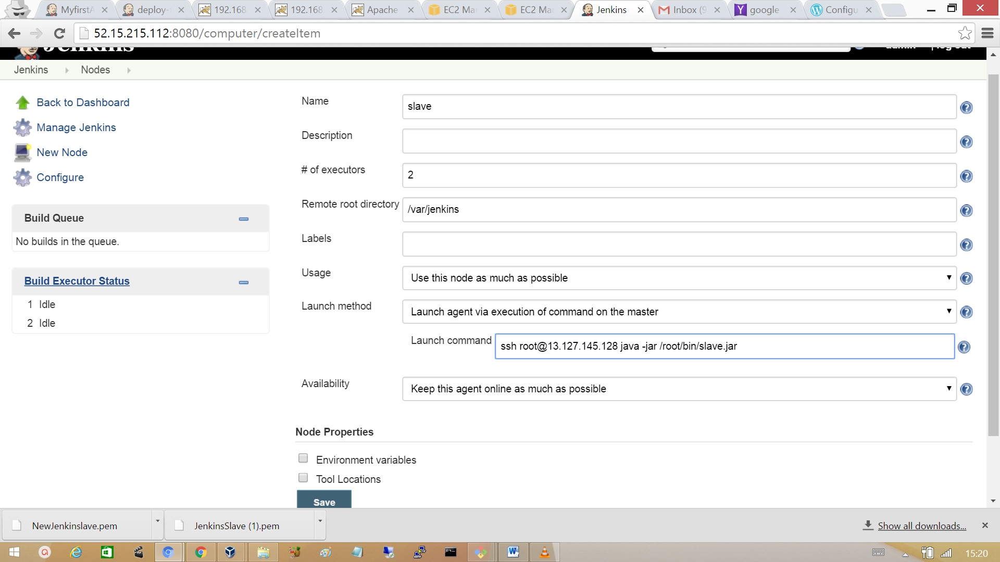 MyfirstA
deploy-
192.168
192.168
Apache
EC2 Ma
EC2 Ma
Jenkins
Inbox (9
google
Configu
52.15.215.112:8080/computer/createItem
Jenkins
admin
| log out
Jenkins
Nodes
Back to Dashboard
Manage Jenkins
New Node
Configure
Build Queue
No builds in the queue.
Build Executor Status
1 Idle
2 Idle
Name
slave
Description
# of executors
2
Remote root directory
/var/jenkins
Labels
Usage
Use this node as much as possible
Launch method
Launch agent via execution of command on the master
Launch command
ssh root@13.127.145.128 java -jar /root/bin/slave.jar
Availability
Keep this agent online as much as possible
Node Properties
Environment variables
Tool Locations
Save
NewJenkinslave.pem
JenkinsSlave (1).pem
Show all downloads...
15:20